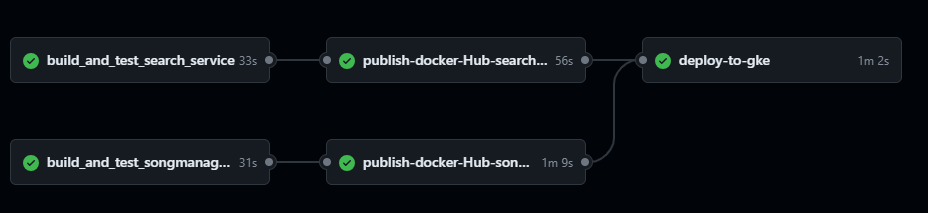 build_and_test_search_service 33s
publish-docker-Hub-search... 56s
deploy-to-gke 1m 2s
build_and_test_songmanag... 31s
publish-docker-Hub-son... 1m 9s